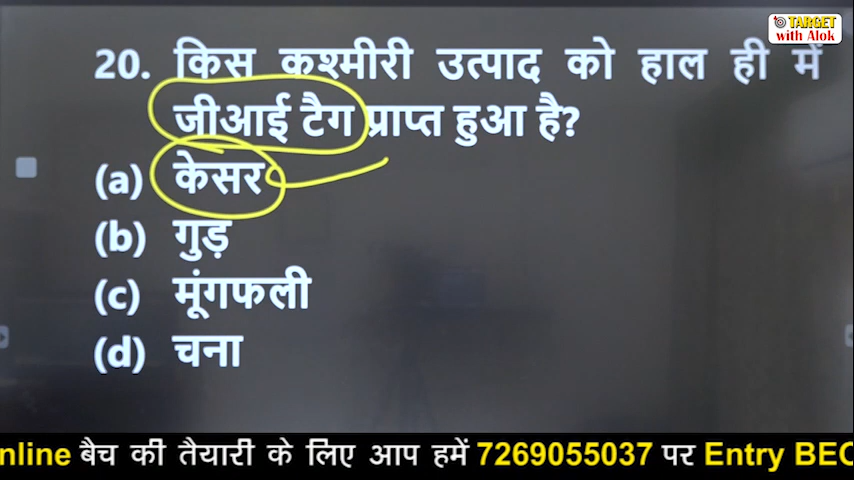 TARGET
with Alok
20. किस कश्मीरी उत्पाद को हाल ही में
जीआई टैग प्राप्त हुआ है?
(a) केसर
(b) गुड़
(c) मूंगफली
(d) चना
nline बैच की तैयारी के लिए आप हमें 7269055037 पर Entry BEC